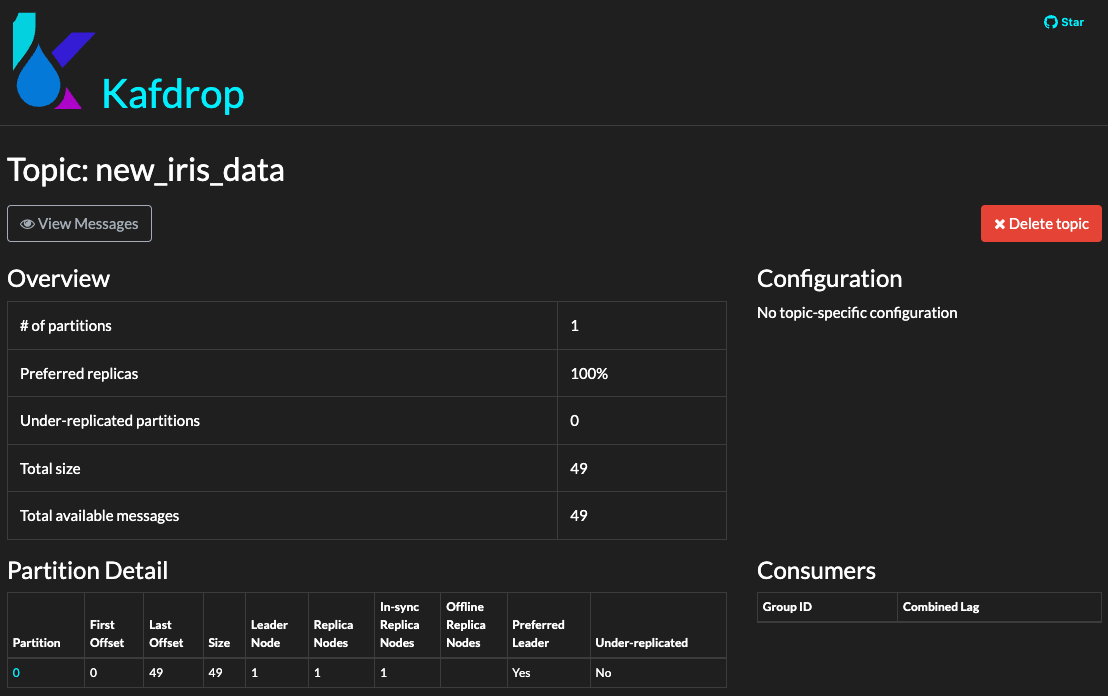 Star
Kafdrop
Topic: new_iris_data
View Messages
Delete topic
Overview
# of partitions 1
Preferred replicas 100%
Under-replicated partitions 0
Total size 49
Total available messages 49
Configuration
No topic-specific configuration
Partition Detail
Partition First Offset Last Offset Size Leader Node Replica Nodes In-sync Replica Nodes Offline Replica Nodes Preferred Leader Under-replicated
0 0 49 49 1 1 1 Yes No
Consumers
Group ID Combined Lag